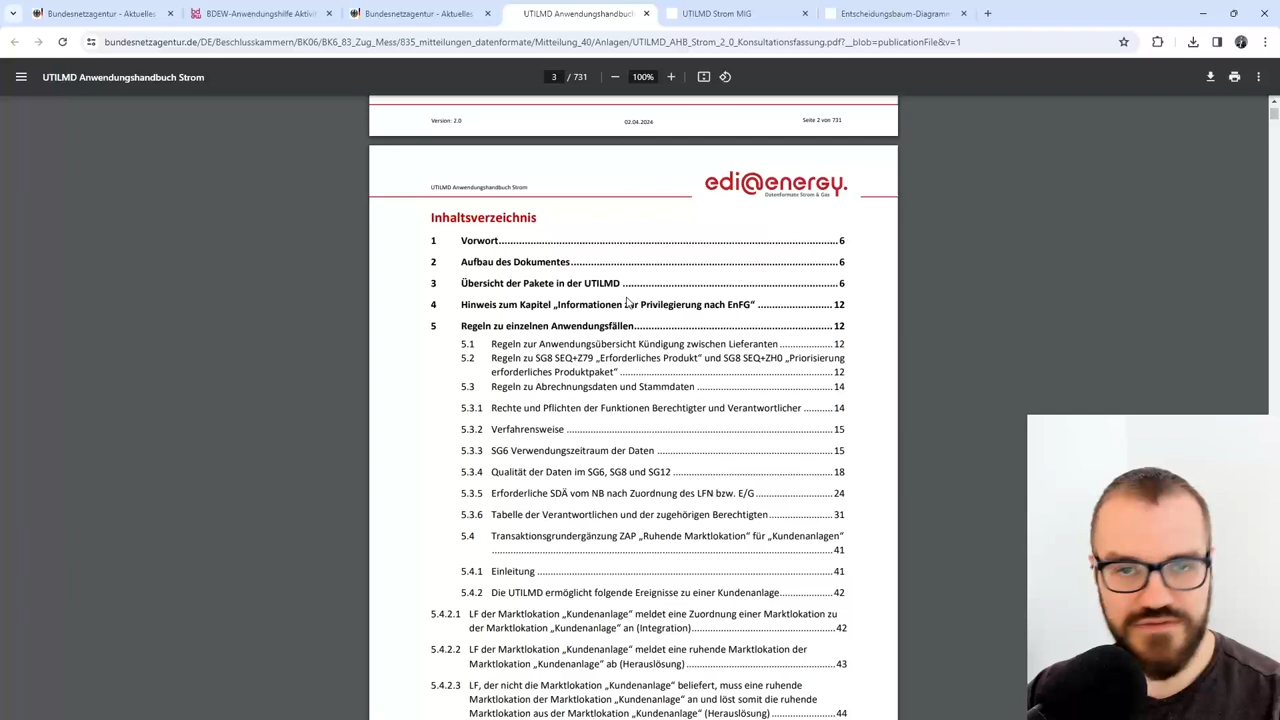 Bundesnetzagentur - Aktuelles
BDEW-Anwendungshilfe Aktivit
Bundesnetzagentur - Aktuelles
UTILMD Anwendungshandbuch
UTILMD Strom MIG
Entscheidungsbaum-Diagramm
bundesnetzagentur.de/DE/Beschlusskammern/BK06/BK6_83_Zug_Mess/835_mitteilungen_datenformate/Mitteilung_40/Anlagen/UTILMD_AHB_Strom_2_0_Konsultationsfassung.pdf?__blob=publicationFile&v=1
UTILMD Anwendungshandbuch Strom
3 / 731
100%
Version: 2.0
02.04.2024
Seite 2 von 731
UTILMD Anwendungshandbuch Strom
edi@energy.
Datenformate Strom & Gas
Inhaltsverzeichnis
1 Vorwort 6
2 Aufbau des Dokumentes 6
3 Übersicht der Pakete in der UTILMD 6
4 Hinweis zum Kapitel „Informationen zur Privilegierung nach EnFG“ 12
5 Regeln zu einzelnen Anwendungsfällen 12
5.1 Regeln zur Anwendungsübersicht Kündigung zwischen Lieferanten 12
5.2 Regeln zu SG8 SEQ+Z79 „Erforderliches Produkt“ und SG8 SEQ+ZH0 „Priorisierung
erforderliches Produktpaket“ 12
5.3 Regeln zu Abrechnungsdaten und Stammdaten 14
5.3.1 Rechte und Pflichten der Funktionen Berechtigter und Verantwortlicher 14
5.3.2 Verfahrensweise 15
5.3.3 SG6 Verwendungszeitraum der Daten 15
5.3.4 Qualität der Daten im SG6, SG8 und SG12 18
5.3.5 Erforderliche SDÄ vom NB nach Zuordnung des LFN bzw. E/G 24
5.3.6 Tabelle der Verantwortlichen und der zugehörigen Berechtigten 31
5.4 Transaktionsgrundergänzung ZAP „Ruhende Marktlokation“ für „Kundenanlagen“
41
5.4.1 Einleitung 41
5.4.2 Die UTILMD ermöglicht folgende Ereignisse zu einer Kundenanlage 42
5.4.2.1 LF der Marktlokation „Kundenanlage“ meldet eine Zuordnung einer Marktlokation zu
der Marktlokation „Kundenanlage“ an (Integration) 42
5.4.2.2 LF der Marktlokation „Kundenanlage“ meldet eine ruhende Marktlokation der
Marktlokation „Kundenanlage“ ab (Herauslösung) 43
5.4.2.3 LF, der nicht die Marktlokation „Kundenanlage“ beliefert, muss eine ruhende
Marktlokation der Marktlokation „Kundenanlage“ an und löst somit die ruhende
Marktlokation aus der Marktlokation „Kundenanlage“ (Herauslösung) 44